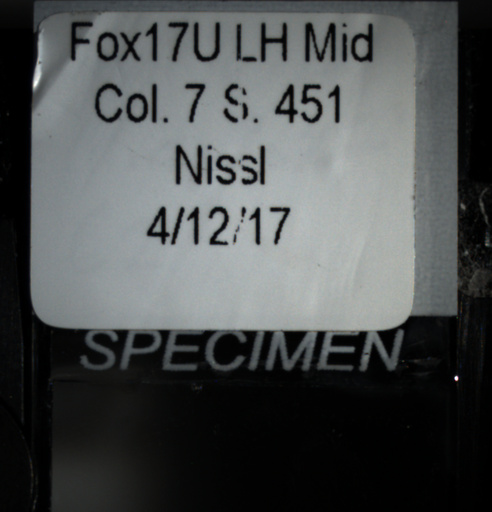 Fox17U LH Mid
Col. 7 S. 451
Nissl
4/12/17
SPECIMEN